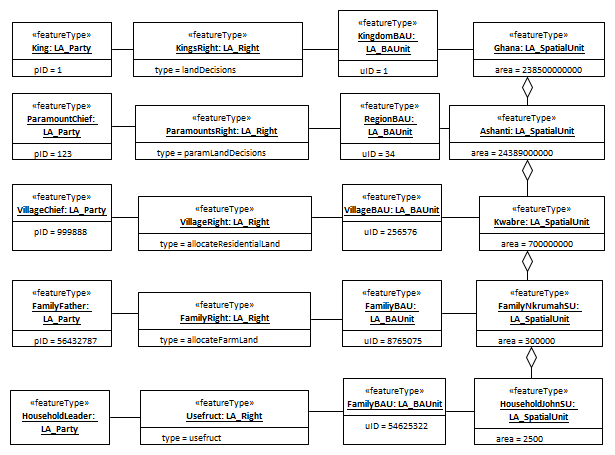 «featureType»
King: LA_Party
pID = 1
«featureType»
KingsRight: LA_Right
type = landDecisions
«featureType»
KingdomBAU:
LA_BAUnit
uID = 1
«featureType»
Ghana: LA_SpatialUnit
area = 238500000000
«featureType»
ParamountChief:
LA_Party
pID = 123
«featureType»
ParamountsRight: LA_Right
type = paramLandDecisions
«featureType»
RegionBAU:
LA_BAUnit
uID = 34
«featureType»
Ashanti: LA_SpatialUnit
area = 24389000000
«featureType»
VillageChief: LA_Party
pID = 999888
«featureType»
VillageRight: LA_Right
type = allocateResidentialLand
«featureType»
VillageBAU: LA_BAUnit
uID = 256576
«featureType»
Kwabre: LA_SpatialUnit
area = 700000000
«featureType»
FamilyFather:
LA_Party
pID = 56432787
«featureType»
FamilyRight: LA_Right
type = allocateFarmLand
«featureType»
FamiliyBAU:
LA_BAUnit
uID = 8765075
«featureType»
FamilyNkrumahSU:
LA_SpatialUnit
area = 300000
«featureType»
HouseholdLeader:
LA_Party
«featureType»
Usefruct: LA_Right
type = usefruct
«featureType»
FamilyBAU: LA_BAUnit
uID = 54625322
«featureType»
HouseholdJohnSU:
LA_SpatialUnit
area = 2500